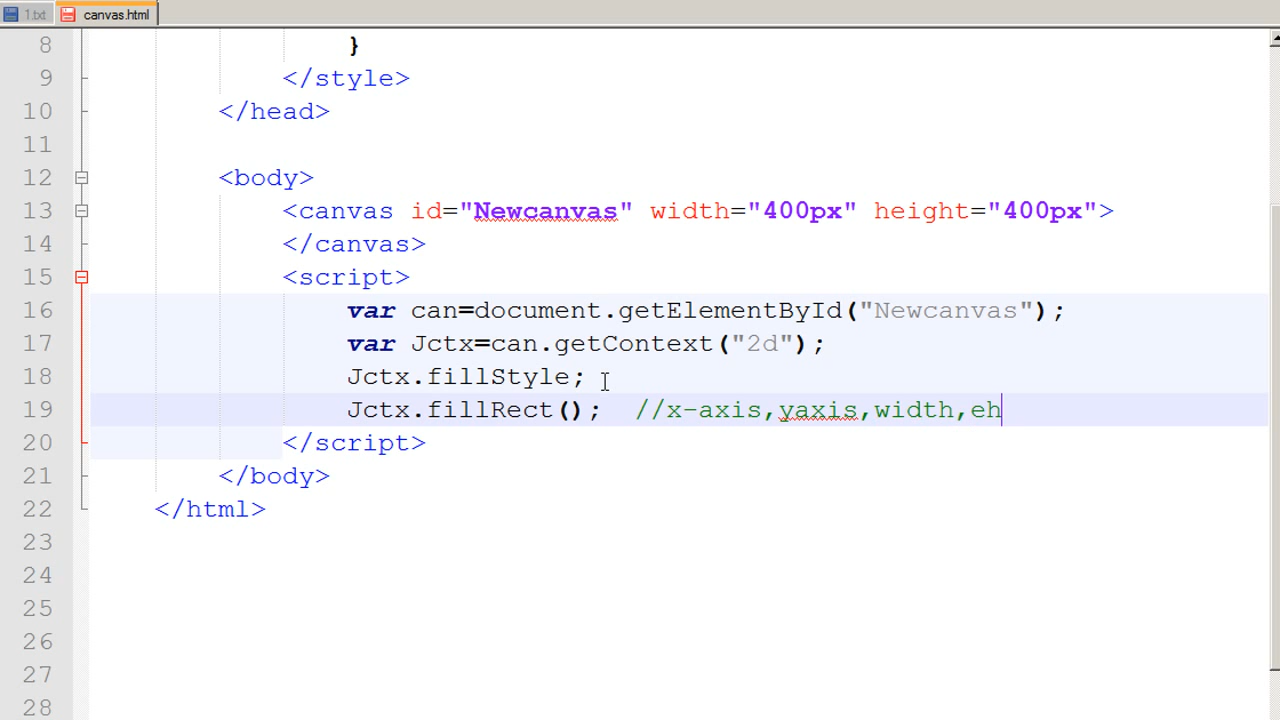 1.txt canvas.html
8 }
9 </style>
10 </head>
11
12 <body>
13 <canvas id="Newcanvas" width="400px" height="400px">
14 </canvas>
15 <script>
16 var can=document.getElementById("Newcanvas");
17 var Jctx=can.getContext("2d");
18 Jctx.fillStyle;
19 Jctx.fillRect(); //x-axis,yaxis,width,eh
20 </script>
21 </body>
22 </html>
23
24
25
26
27
28